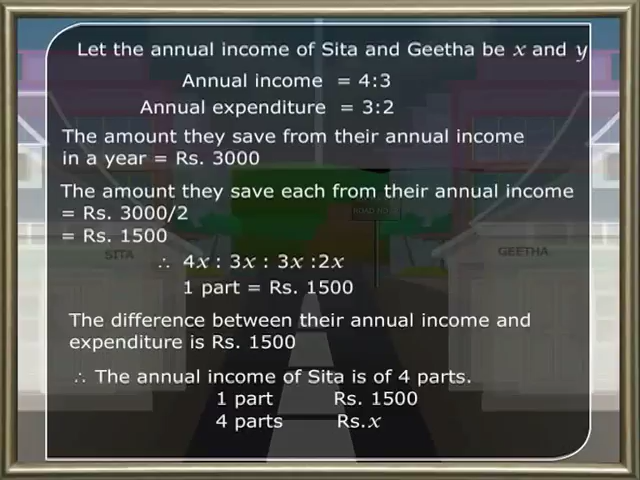 Let the annual income of Sita and Geetha be x and y
Annual income = 4:3
Annual expenditure = 3:2
The amount they save from their annual income
in a year = Rs. 3000
The amount they save each from their annual income
= Rs. 3000/2
= Rs. 1500
∴ 4x : 3x : 3x :2x
1 part = Rs. 1500
The difference between their annual income and
expenditure is Rs. 1500
∴ The annual income of Sita is of 4 parts.
1 part Rs. 1500
4 parts Rs.x
SITA
GEETHA